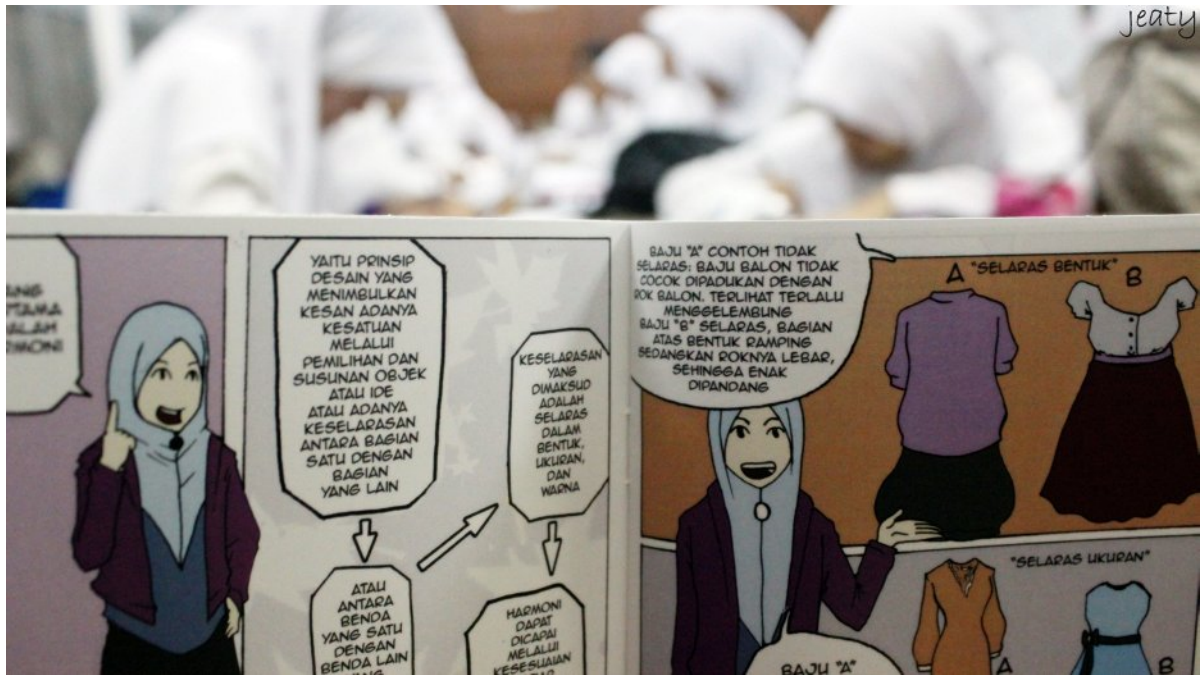 jeaty
YAITU PRINSIP
DESAIN YANG
MENIMBULKAN
KESAN ADANYA
KESATUAN
MELALUI
PEMILIHAN DAN
SUSUNAN OBJEK
ATAU IDE
ATAU ADANYA
KESELARASAN
ANTARA BAGIAN
SATU DENGAN
BAGIAN
YANG LAIN
ATAU
ANTARA
BENDA
YANG SATU
DENGAN
BENDA LAIN
KESELARASAN
YANG
DIMAKSUD
ADALAH
SELARAS
DALAM
BENTUK,
UKURAN,
DAN
WARNA
HARMONI
DAPAT
DICAPAI
MELALUI
KESESUAIAN
BAJU "A" CONTOH TIDAK
SELARAS: BAJU BALON TIDAK
COCOK DIPADUKAN DENGAN
ROK BALON. TERLIHAT TERLALU
MENGGELEMBUNG
BAJU "B" SELARAS, BAGIAN
ATAS BENTUK RAMPING
SEDANGKAN ROKNYA LEBAR,
SEHINGGA ENAK
DIPANDANG
A "SELARAS BENTUK" B
"SELARAS UKURAN"
A B
BAJU "A"